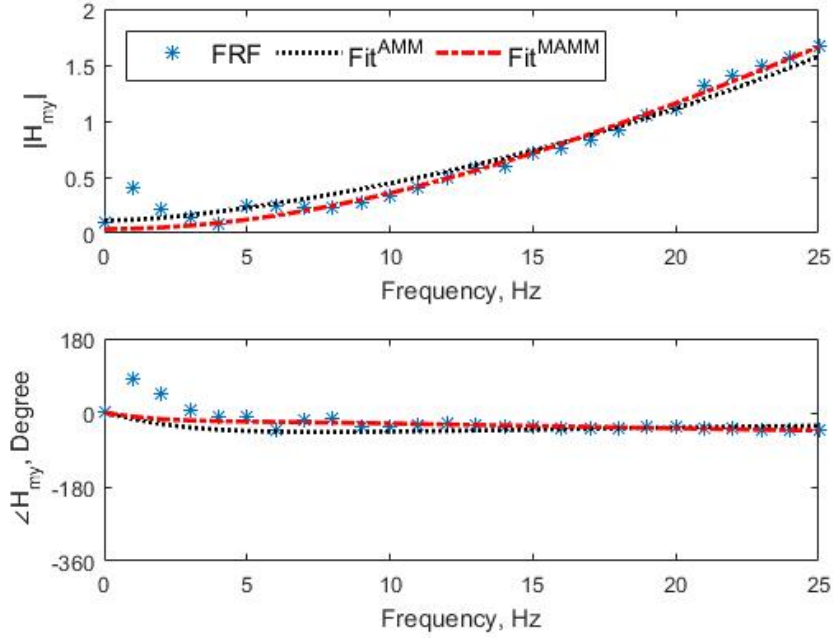 2
1.5
1
0.5
0
|H_my|
FRF Fit^AMM Fit^MAMM
0 5 10 15 20 25
Frequency, Hz
180
0
-180
-360
∠H_my, Degree
0 5 10 15 20 25
Frequency, Hz